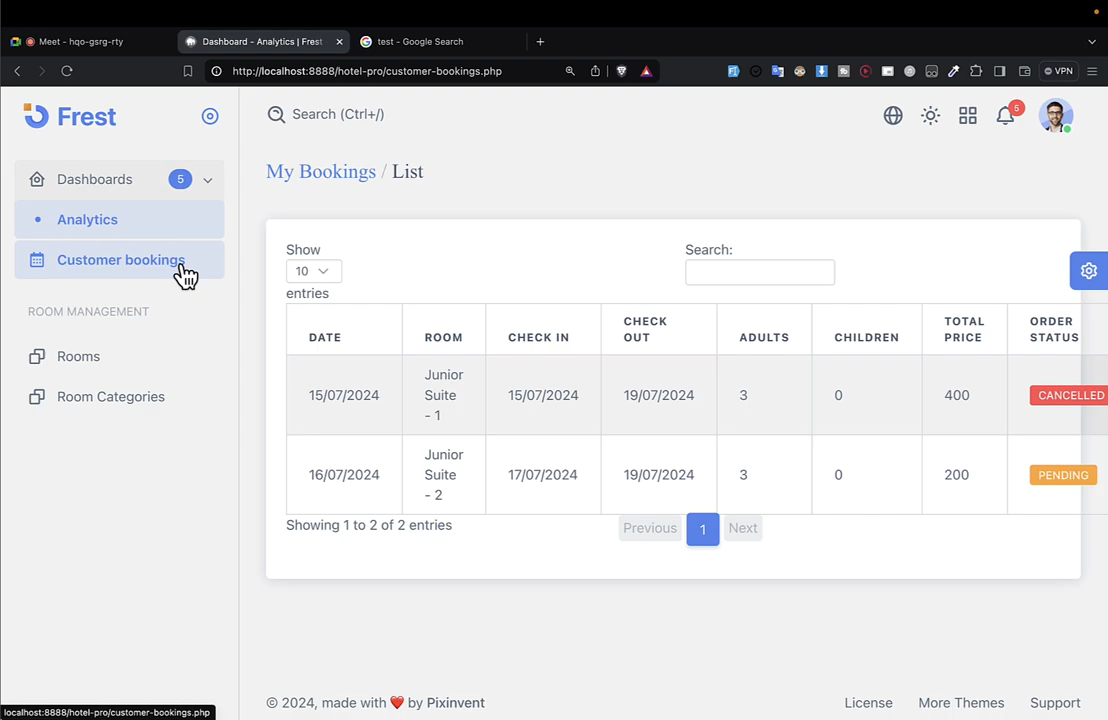 Meet - hqo-gsrg-rty
Dashboard - Analytics | Frest
test - Google Search
http://localhost:8888/hotel-pro/customer-bookings.php
VPN
Frest
Search (Ctrl+/)
5
Dashboards
5
Analytics
Customer bookings
ROOM MANAGEMENT
Rooms
Room Categories
My Bookings / List
Show
10
entries
Search:
DATE ROOM CHECK IN CHECK OUT ADULTS CHILDREN TOTAL PRICE ORDER STATUS
15/07/2024 Junior Suite - 1 15/07/2024 19/07/2024 3 0 400 CANCELLED
16/07/2024 Junior Suite - 2 17/07/2024 19/07/2024 3 0 200 PENDING
Showing 1 to 2 of 2 entries
Previous 1 Next
© 2024, made with ❤️ by Pixinvent
License More Themes Support
localhost:8888/hotel-pro/customer-bookings.php